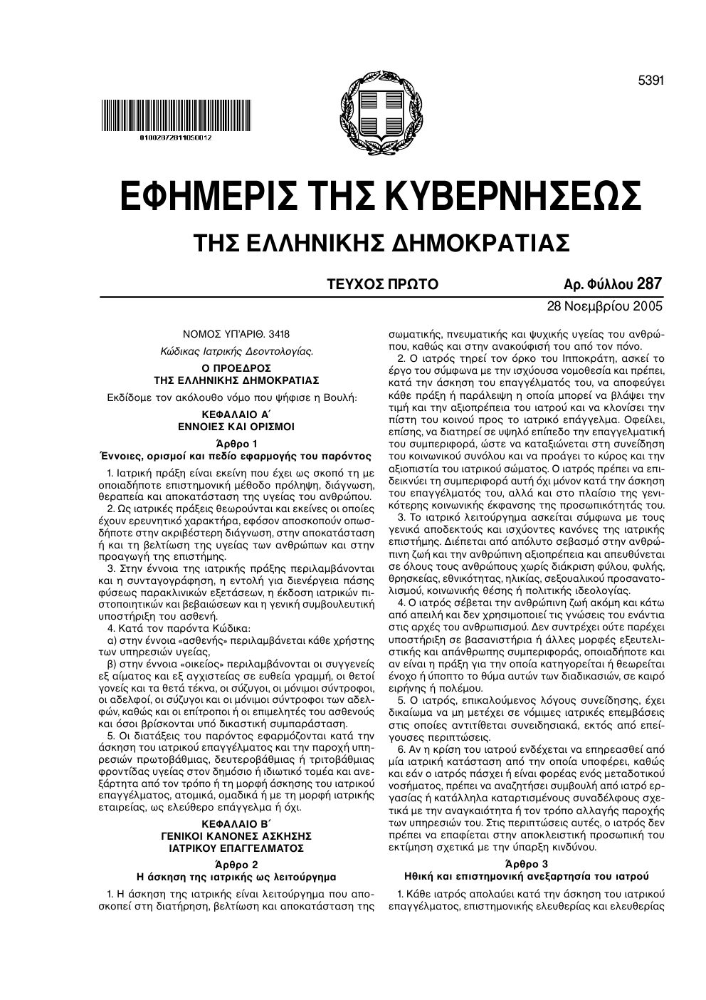 5391
01002872811050012
ΕΦΗΜΕΡΙΣ ΤΗΣ ΚΥΒΕΡΝΗΣΕΩΣ
ΤΗΣ ΕΛΛΗΝΙΚΗΣ ΔΗΜΟΚΡΑΤΙΑΣ
ΤΕΥΧΟΣ ΠΡΩΤΟ
Αρ. Φύλλου 287
28 Νοεμβρίου 2005
ΝΟΜΟΣ ΥΠ'ΑΡΙΘ. 3418
Κώδικας Ιατρικής Δεοντολογίας.
Ο ΠΡΟΕΔΡΟΣ
ΤΗΣ ΕΛΛΗΝΙΚΗΣ ΔΗΜΟΚΡΑΤΙΑΣ
Εκδίδομε τον ακόλουθο νόμο που ψήφισε η Βουλή:
ΚΕΦΑΛΑΙΟ Α΄
ΕΝΝΟΙΕΣ ΚΑΙ ΟΡΙΣΜΟΙ
Άρθρο 1
Έννοιες, ορισμοί και πεδίο εφαρμογής του παρόντος
1. Ιατρική πράξη είναι εκείνη που έχει ως σκοπό τη με
οποιαδήποτε επιστημονική μέθοδο πρόληψη, διάγνωση,
θεραπεία και αποκατάσταση της υγείας του ανθρώπου.
2. Ως ιατρικές πράξεις θεωρούνται και εκείνες οι οποίες
έχουν ερευνητικό χαρακτήρα, εφόσον αποσκοπούν οπωσ-
δήποτε στην ακριβέστερη διάγνωση, στην αποκατάσταση
ή και τη βελτίωση της υγείας των ανθρώπων και στην
προαγωγή της επιστήμης.
3. Στην έννοια της ιατρικής πράξης περιλαμβάνονται
και η συνταγογράφηση, η εντολή για διενέργεια πάσης
φύσεως παρακλινικών εξετάσεων, η έκδοση ιατρικών πι-
στοποιητικών και βεβαιώσεων και η γενική συμβουλευτική
υποστήριξη του ασθενή.
4. Κατά τον παρόντα Κώδικα:
α) στην έννοια «ασθενής» περιλαμβάνεται κάθε χρήστης
των υπηρεσιών υγείας,
β) στην έννοια «οικείος» περιλαμβάνονται οι συγγενείς
εξ αίματος και εξ αγχιστείας σε ευθεία γραμμή, οι θετοί
γονείς και τα θετά τέκνα, οι σύζυγοι, οι μόνιμοι σύντροφοι,
οι αδελφοί, οι σύζυγοι και οι μόνιμοι σύντροφοι των αδελ-
φών, καθώς και οι επίτροποι ή οι επιμελητές του ασθενούς
και όσοι βρίσκονται υπό δικαστική συμπαράσταση.
5. Οι διατάξεις του παρόντος εφαρμόζονται κατά την
άσκηση του ιατρικού επαγγέλματος και την παροχή υπη-
ρεσιών πρωτοβάθμιας, δευτεροβάθμιας ή τριτοβάθμιας
φροντίδας υγείας στον δημόσιο ή ιδιωτικό τομέα και ανε-
ξάρτητα από τον τρόπο ή τη μορφή άσκησης του ιατρικού
επαγγέλματος, ατομικά, ομαδικά ή με τη μορφή ιατρικής
εταιρείας, ως ελεύθερο επάγγελμα ή όχι.
ΚΕΦΑΛΑΙΟ Β΄
ΓΕΝΙΚΟΙ ΚΑΝΟΝΕΣ ΑΣΚΗΣΗΣ
ΙΑΤΡΙΚΟΥ ΕΠΑΓΓΕΛΜΑΤΟΣ
Άρθρο 2
Η άσκηση της ιατρικής ως λειτούργημα
1. Η άσκηση της ιατρικής είναι λειτούργημα που απο-
σκοπεί στη διατήρηση, βελτίωση και αποκατάσταση της
σωματικής, πνευματικής και ψυχικής υγείας του ανθρώ-
που, καθώς και στην ανακούφισή του από τον πόνο.
2. Ο ιατρός τηρεί τον όρκο του Ιπποκράτη, ασκεί το
έργο του σύμφωνα με την ισχύουσα νομοθεσία και πρέπει,
κατά την άσκηση του επαγγέλματός του, να αποφεύγει
κάθε πράξη ή παράλειψη η οποία μπορεί να βλάψει την
τιμή και την αξιοπρέπεια του ιατρού και να κλονίσει την
πίστη του κοινού προς το ιατρικό επάγγελμα. Οφείλει,
επίσης, να διατηρεί σε υψηλό επίπεδο την επαγγελματική
του συμπεριφορά, ώστε να καταξιώνεται στη συνείδηση
του κοινωνικού συνόλου και να προάγει το κύρος και την
αξιοπιστία του ιατρικού σώματος. Ο ιατρός πρέπει να επι-
δεικνύει τη συμπεριφορά αυτή όχι μόνον κατά την άσκηση
του επαγγέλματός του, αλλά και στο πλαίσιο της γενι-
κότερης κοινωνικής έκφανσης της προσωπικότητάς του.
3. Το ιατρικό λειτούργημα ασκείται σύμφωνα με τους
γενικά αποδεκτούς και ισχύοντες κανόνες της ιατρικής
επιστήμης. Διέπεται από απόλυτο σεβασμό στην ανθρώ-
πινη ζωή και την ανθρώπινη αξιοπρέπεια και απευθύνεται
σε όλους τους ανθρώπους χωρίς διάκριση φύλου, φυλής,
θρησκείας, εθνικότητας, ηλικίας, σεξουαλικού προσανατο-
λισμού, κοινωνικής θέσης ή πολιτικής ιδεολογίας.
4. Ο ιατρός σέβεται την ανθρώπινη ζωή ακόμη και κάτω
από απειλή και δεν χρησιμοποιεί τις γνώσεις του ενάντια
στις αρχές του ανθρωπισμού. Δεν συντρέχει ούτε παρέχει
υποστήριξη σε βασανιστήρια ή άλλες μορφές εξευτελι-
στικής και απάνθρωπης συμπεριφοράς, οποιαδήποτε και
αν είναι η πράξη για την οποία κατηγορείται ή θεωρείται
ένοχο ή ύποπτο το θύμα αυτών των διαδικασιών, σε καιρό
ειρήνης ή πολέμου.
5. Ο ιατρός, επικαλούμενος λόγους συνείδησης, έχει
δικαίωμα να μη μετέχει σε νόμιμες ιατρικές επεμβάσεις
στις οποίες αντιτίθεται συνειδησιακά, εκτός από επεί-
γουσες περιπτώσεις.
6. Αν η κρίση του ιατρού ενδέχεται να επηρεασθεί από
μία ιατρική κατάσταση από την οποία υποφέρει, καθώς
και εάν ο ιατρός πάσχει ή είναι φορέας ενός μεταδοτικού
νοσήματος, πρέπει να αναζητήσει συμβουλή από ιατρό ερ-
γασίας ή κατάλληλα καταρτισμένους συναδέλφους σχε-
τικά με την αναγκαιότητα ή τον τρόπο αλλαγής παροχής
των υπηρεσιών του. Στις περιπτώσεις αυτές, ο ιατρός δεν
πρέπει να επαφίεται στην αποκλειστική προσωπική του
εκτίμηση σχετικά με την ύπαρξη κινδύνου.
Άρθρο 3
Ηθική και επιστημονική ανεξαρτησία του ιατρού
1. Κάθε ιατρός απολαύει κατά την άσκηση του ιατρικού
επαγγέλματος, επιστημονικής ελευθερίας και ελευθερίας